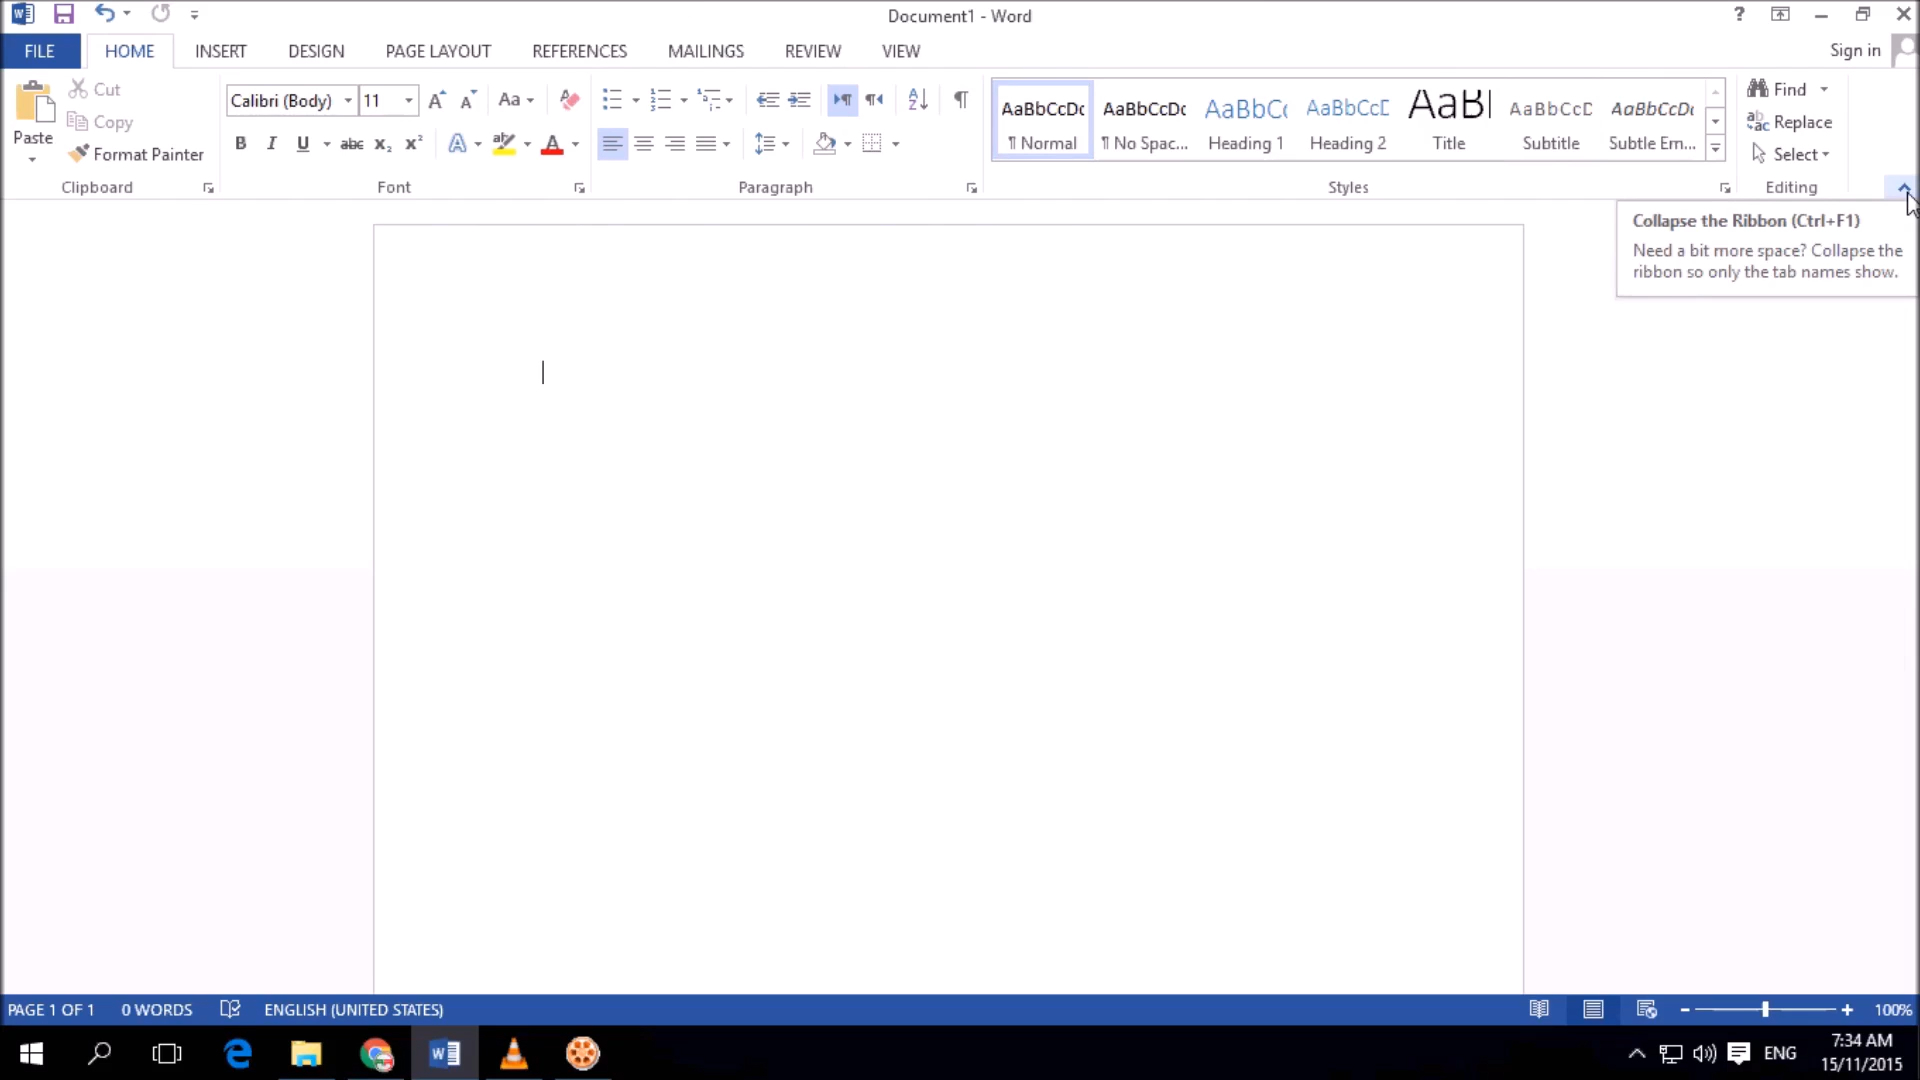 Document1 - Word
?
FILE HOME INSERT DESIGN PAGE LAYOUT REFERENCES MAILINGS REVIEW VIEW Sign in
Paste
Cut
Copy
Format Painter
Clipboard
Calibri (Body) 11
Aa
B I U abc x₂ x²
A ab A
Font
A Z
¶
Paragraph
AaBbCcDc AaBbCcDc AaBbCc AaBbCcD AaB AaBbCcD AaBbCcDc
¶ Normal ¶ No Spac... Heading 1 Heading 2 Title Subtitle Subtle Em...
Styles
Find
Replace
Select
Editing
Collapse the Ribbon (Ctrl+F1)
Need a bit more space? Collapse the
ribbon so only the tab names show.
PAGE 1 OF 1 0 WORDS ENGLISH (UNITED STATES) 100%
ENG
7:34 AM
15/11/2015